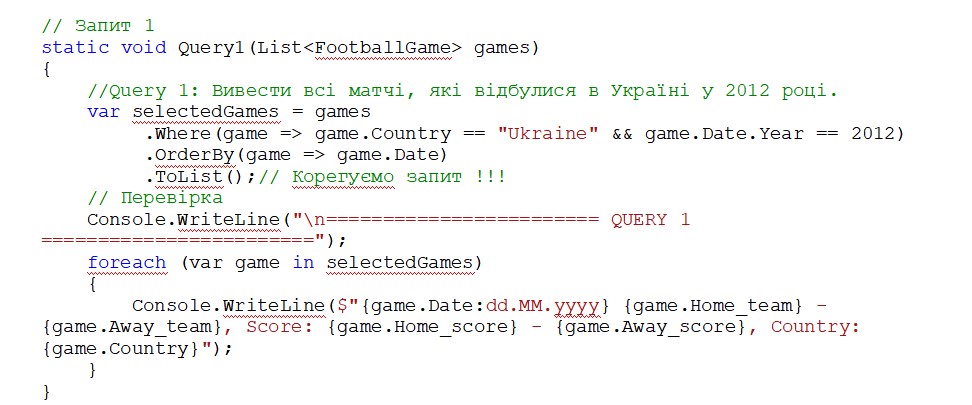 // Запит 1
static void Query1(List<FootballGame> games)
{
//Query 1: Вивести всі матчі, які відбулися в Україні у 2012 році.
var selectedGames = games
.Where(game => game.Country == "Ukraine" && game.Date.Year == 2012)
.OrderBy(game => game.Date)
.ToList();// Корегуємо запит !!!
// Перевірка
Console.WriteLine("\n======================== QUERY 1
========================");
foreach (var game in selectedGames)
{
Console.WriteLine($"{game.Date:dd.MM.yyyy} {game.Home_team} –
{game.Away_team}, Score: {game.Home_score} – {game.Away_score}, Country:
{game.Country}");
}
}